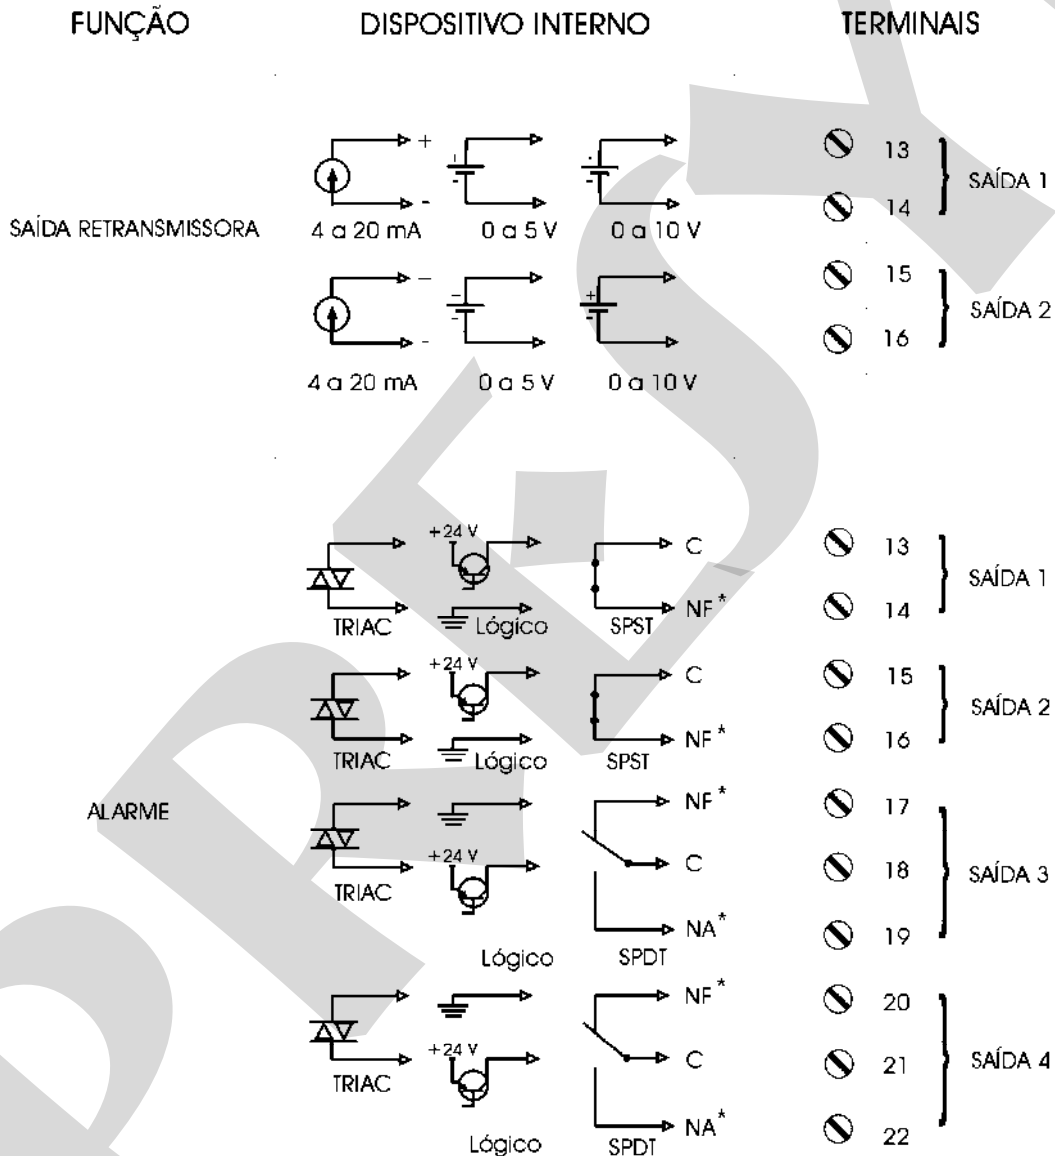 FUNÇÃO DISPOSITIVO INTERNO TERMINAIS
+ + - 13
- - - 14
SAÍDA 1
SAÍDA RETRANSMISSORA
4 a 20 mA 0 a 5 V 0 a 10 V
– – + 15
- - - 16
SAÍDA 2
4 a 20 mA 0 a 5 V 0 a 10 V
+24 V C 13
SAÍDA 1
NF* 14
TRIAC Lógico SPST
+24 V C 15
SAÍDA 2
NF* 16
TRIAC Lógico SPST
ALARME
NF* 17
+24 V C 18
SAÍDA 3
TRIAC
NA* 19
Lógico SPDT
NF* 20
+24 V C 21
SAÍDA 4
TRIAC
NA* 22
Lógico SPDT
PRESY